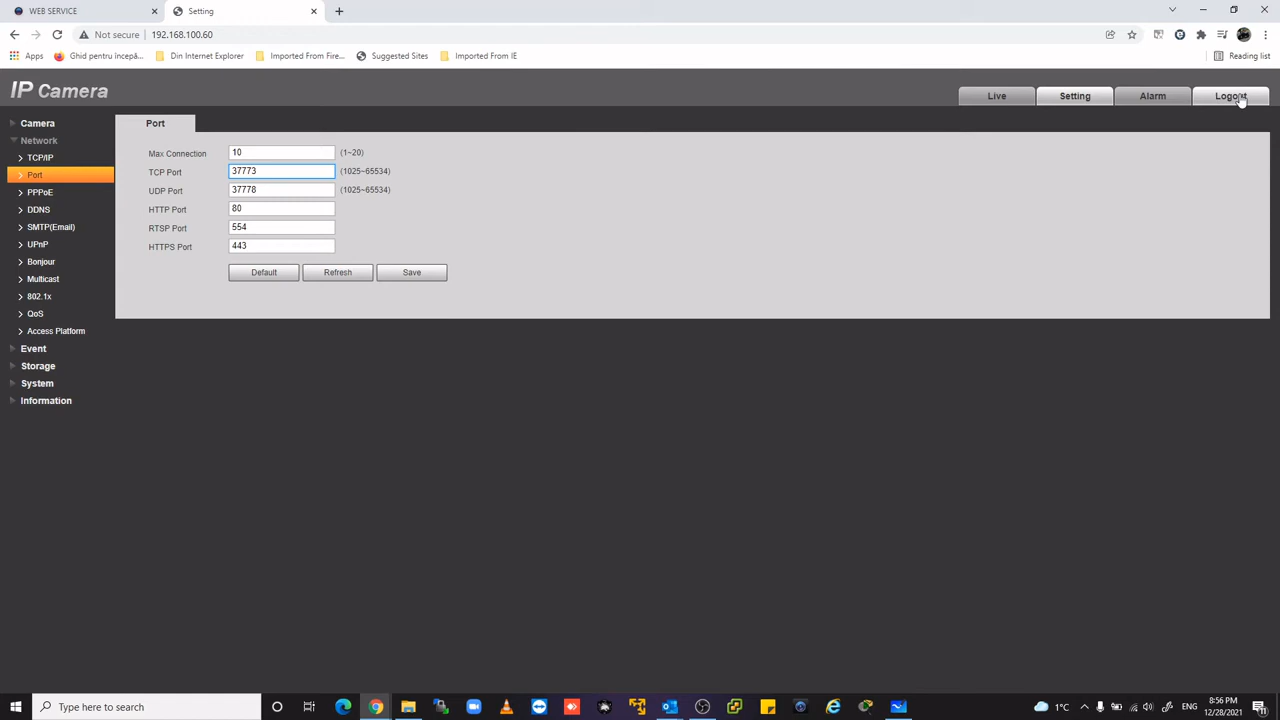 WEB SERVICE
Setting
Not secure
192.168.100.60
Apps
Ghid pentru începă...
Din Internet Explorer
Imported From Fire...
Suggested Sites
Imported From IE
Reading list
IP Camera
Live
Setting
Alarm
Logout
Camera
Network
TCP/IP
Port
PPPoE
DDNS
SMTP(Email)
UPnP
Bonjour
Multicast
802.1x
QoS
Access Platform
Event
Storage
System
Information
Port
Max Connection 10 (1~20)
TCP Port 37773 (1025~65534)
UDP Port 37778 (1025~65534)
HTTP Port 80
RTSP Port 554
HTTPS Port 443
Default Refresh Save
Type here to search
1°C
ENG
8:56 PM
12/28/2021